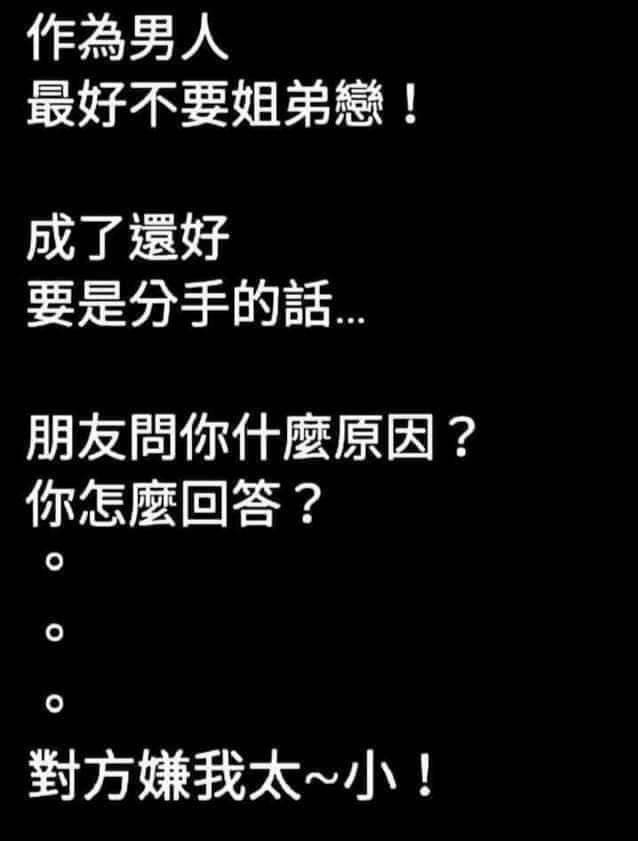 作為男人
最好不要姐弟戀！
成了還好
要是分手的話...
朋友問你什麼原因？
你怎麼回答？
。
。
。
對方嫌我太~小！